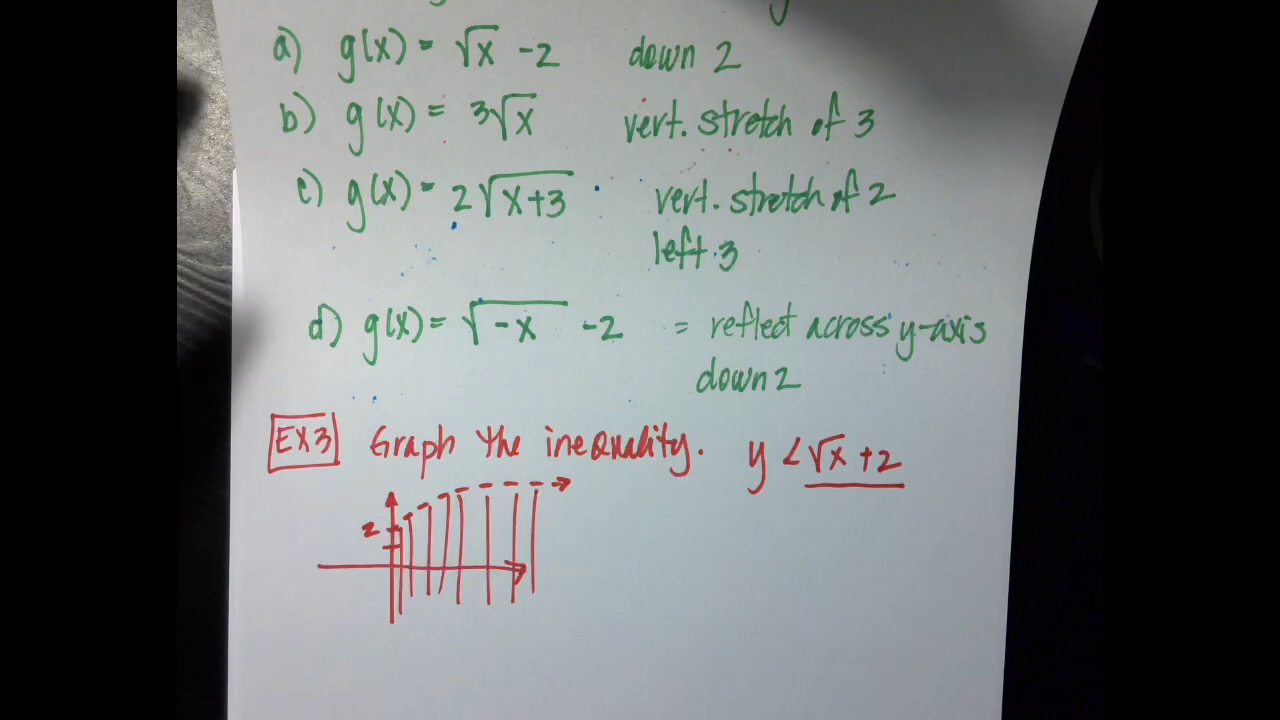 a) g(x) = √x -2 down 2
b) g(x) = 3√x vert. stretch of 3
c) g(x) = 2√x+3 vert. stretch of 2
left 3
d) g(x) = √-x -2 = reflect across y-axis
down 2
EX3 Graph the inequality. y < √x +2
2